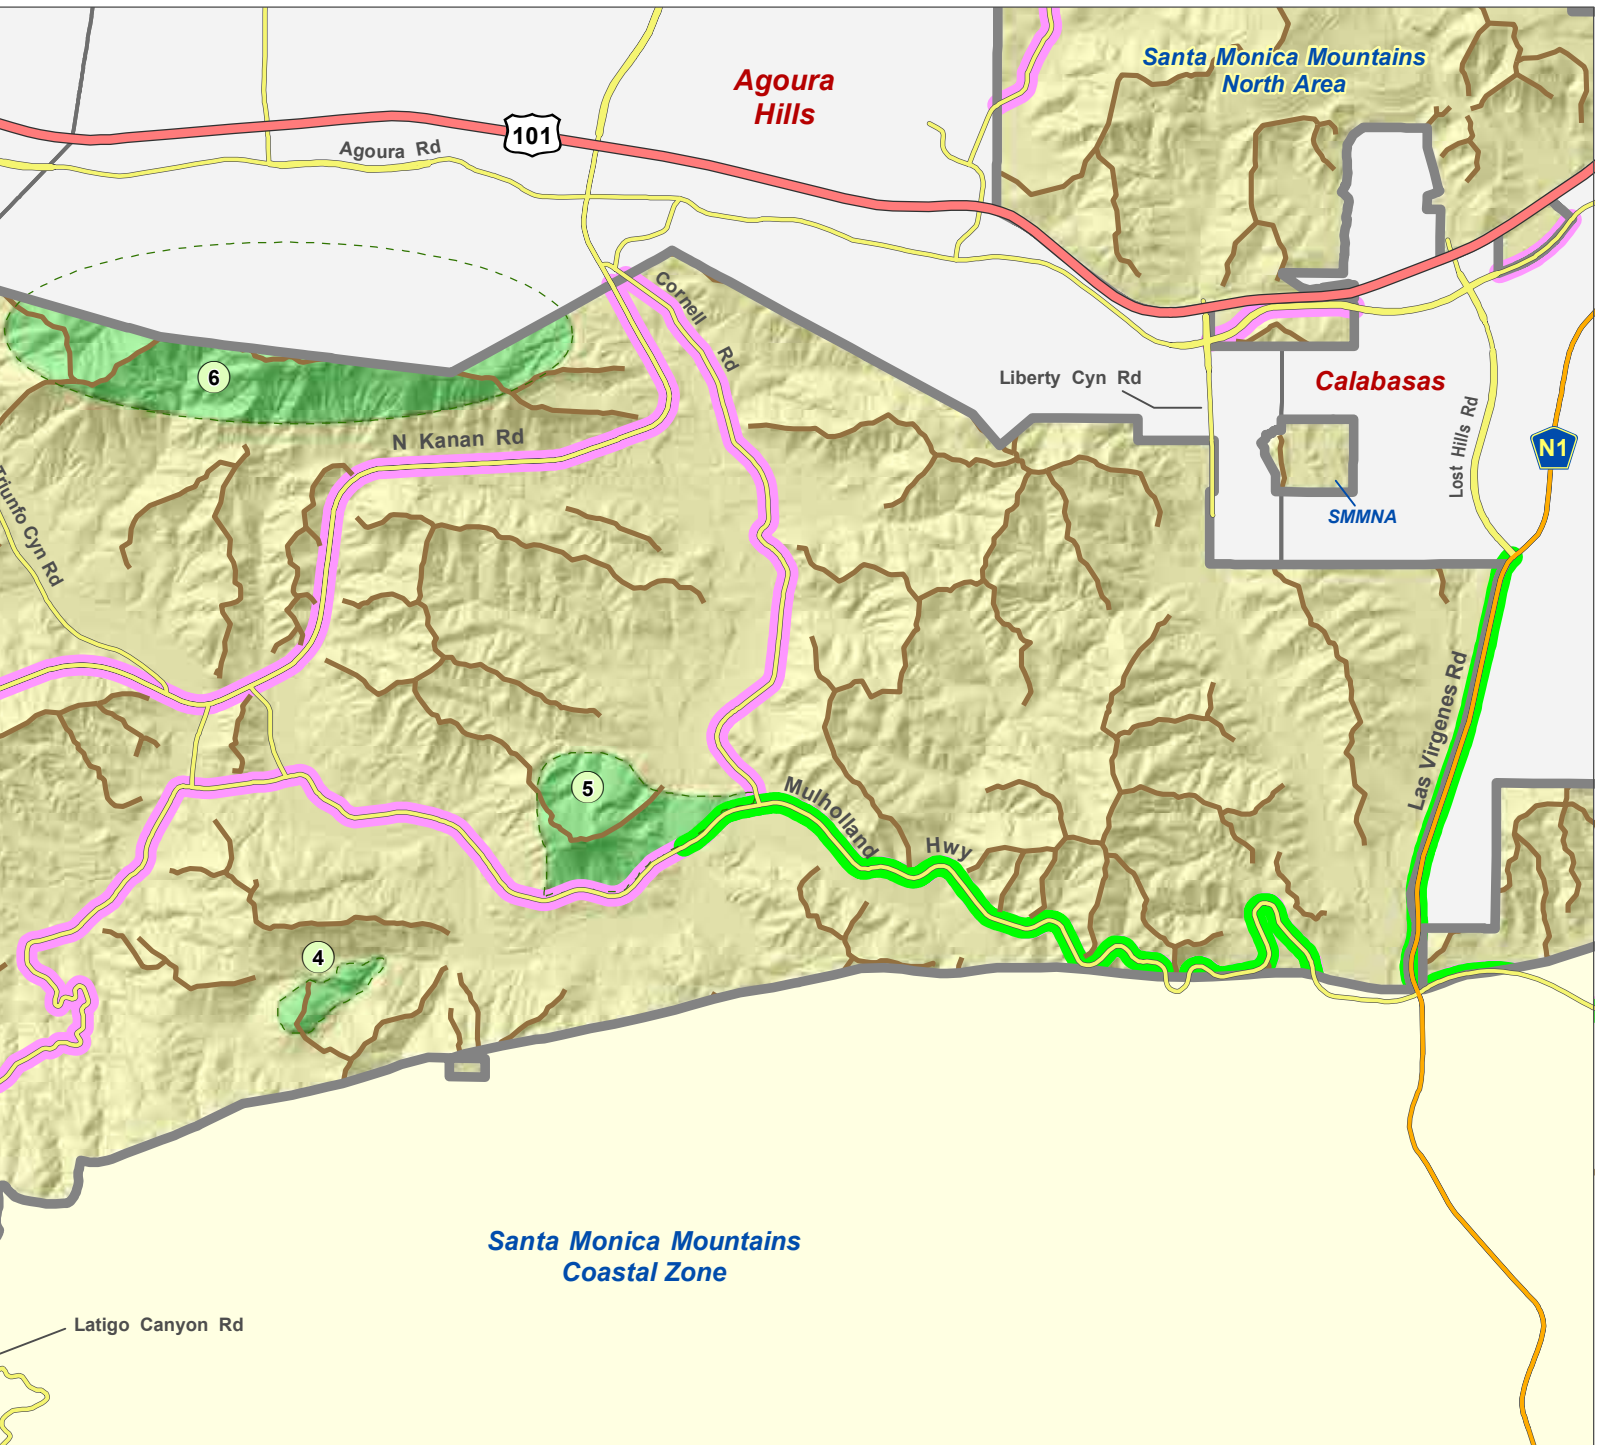 Santa Monica Mountains
North Area
Agoura
Hills
101
Agoura Rd
Cornell Rd
6
Liberty Cyn Rd
Calabasas
N Kanan Rd
Lost Hills Rd
N1
SMMNA
Triunfo Cyn Rd
Las Virgenes Rd
5
Mulholland Hwy
4
Santa Monica Mountains
Coastal Zone
Latigo Canyon Rd